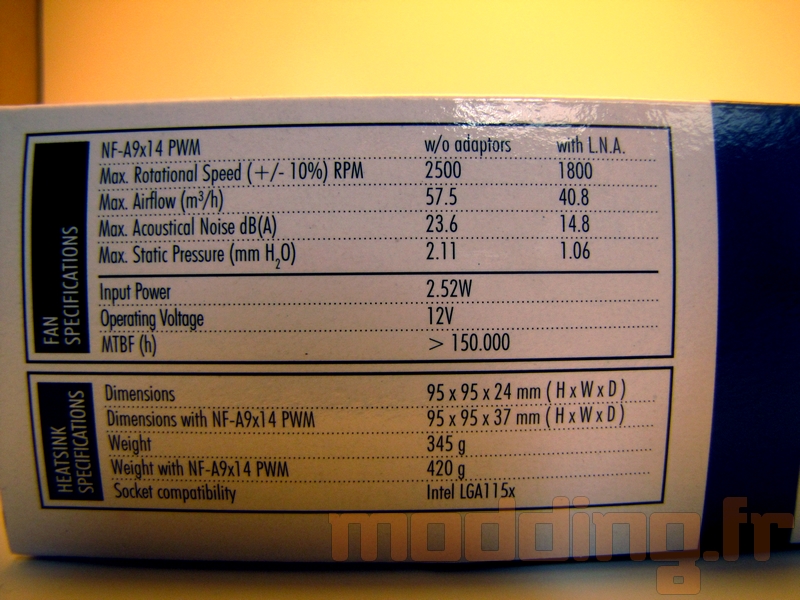 FAN
SPECIFICATIONS
NF-A9x14 PWM w/o adaptors with L.N.A.
Max. Rotational Speed (+/- 10%) RPM 2500 1800
Max. Airflow (m³/h) 57.5 40.8
Max. Acoustical Noise dB(A) 23.6 14.8
Max. Static Pressure (mm H₂O) 2.11 1.06
Input Power 2.52W
Operating Voltage 12V
MTBF (h) > 150.000
HEATSINK
SPECIFICATIONS
Dimensions 95 x 95 x 24 mm ( H x W x D )
Dimensions with NF-A9x14 PWM 95 x 95 x 37 mm ( H x W x D )
Weight 345 g
Weight with NF-A9x14 PWM 420 g
Socket compatibility Intel LGA115x
modding.fr